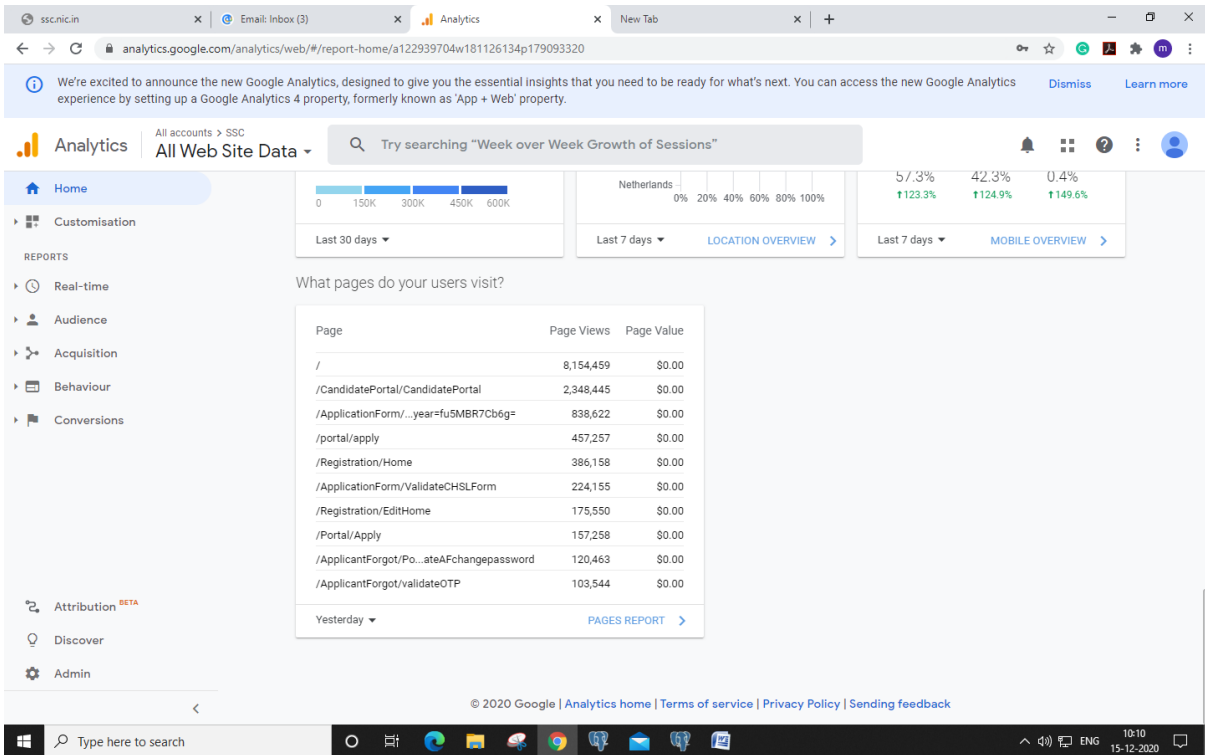 ssc.nic.in
Email: Inbox (3)
Analytics
New Tab
analytics.google.com/analytics/web/#/report-home/a122939704w181126134p179093320
m
We're excited to announce the new Google Analytics, designed to give you the essential insights that you need to be ready for what's next. You can access the new Google Analytics
experience by setting up a Google Analytics 4 property, formerly known as 'App + Web' property.
Dismiss
Learn more
Analytics
All accounts > SSC
All Web Site Data
Try searching "Week over Week Growth of Sessions"
Home
Customisation
REPORTS
Real-time
Audience
Acquisition
Behaviour
Conversions
Attribution BETA
Discover
Admin
0 150K 300K 450K 600K
Last 30 days
Netherlands
0% 20% 40% 60% 80% 100%
Last 7 days LOCATION OVERVIEW
57.3% 42.3% 0.4%
123.3% 124.9% 149.6%
Last 7 days MOBILE OVERVIEW
What pages do your users visit?
Page Page Views Page Value
/ 8,154,459 $0.00
/CandidatePortal/CandidatePortal 2,348,445 $0.00
/ApplicationForm/...year=fu5MBR7Cb6g= 838,622 $0.00
/portal/apply 457,257 $0.00
/Registration/Home 386,158 $0.00
/ApplicationForm/ValidateCHSLForm 224,155 $0.00
/Registration/EditHome 175,550 $0.00
/Portal/Apply 157,258 $0.00
/ApplicantForgot/Po...ateAFchangepassword 120,463 $0.00
/ApplicantForgot/validateOTP 103,544 $0.00
Yesterday PAGES REPORT
© 2020 Google | Analytics home | Terms of service | Privacy Policy | Sending feedback
Type here to search
ENG
10:10
15-12-2020